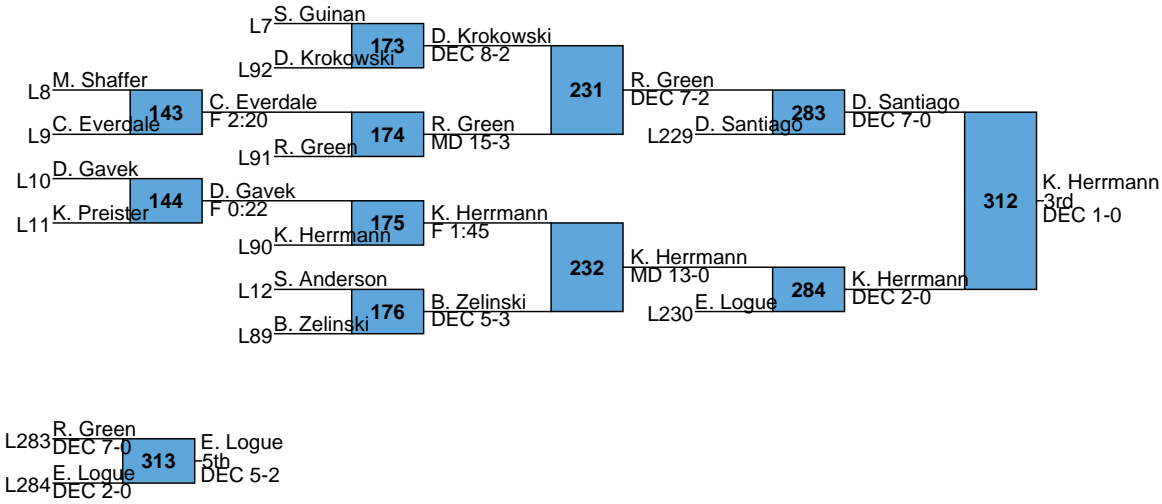 S. Guinan
L7
173
D. Krokowski
DEC 8-2
D. Krokowski
L92
M. Shaffer
L8
143
C. Everdale
F 2:20
C. Everdale
L9
174
R. Green
MD 15-3
R. Green
L91
231
R. Green
DEC 7-2
283
D. Santiago
DEC 7-0
D. Santiago
L229
D. Gavek
L10
144
D. Gavek
F 0:22
K. Preister
L11
175
K. Herrmann
F 1:45
K. Herrmann
L90
232
K. Herrmann
MD 13-0
S. Anderson
L12
176
B. Zelinski
DEC 5-3
B. Zelinski
L89
284
K. Herrmann
DEC 2-0
E. Logue
L230
312
K. Herrmann
3rd
DEC 1-0
R. Green
L283
DEC 7-0
313
E. Logue
5th
DEC 5-2
E. Logue
L284
DEC 2-0